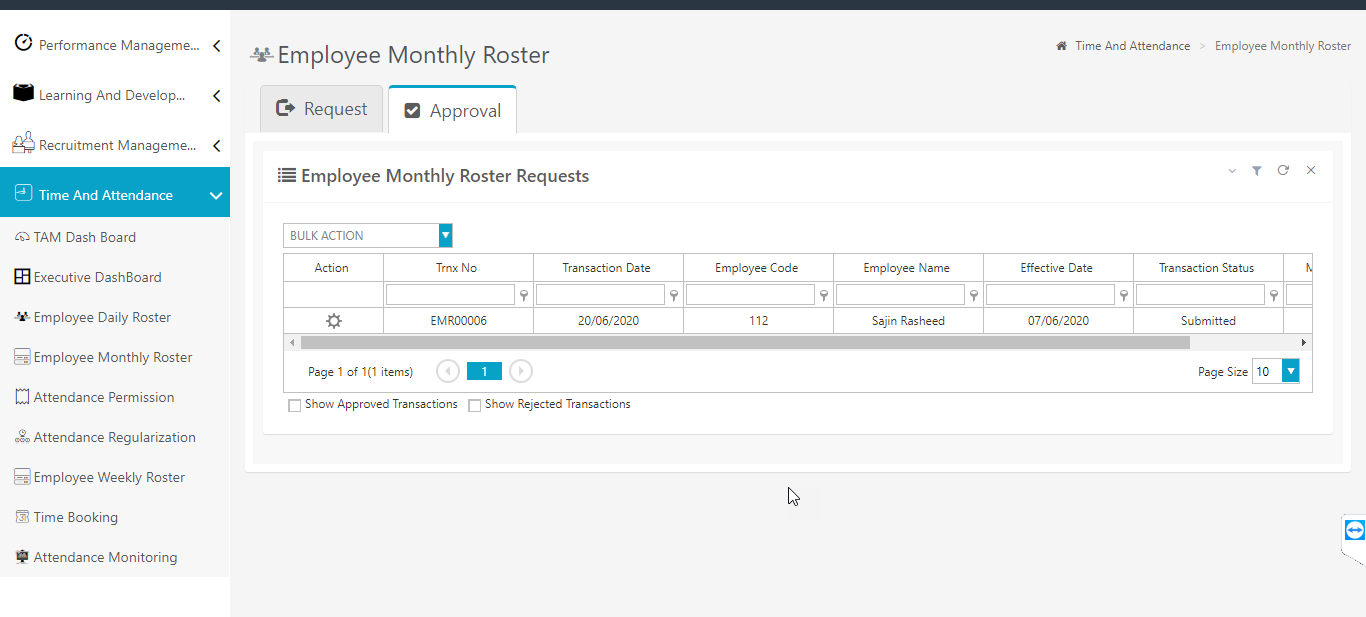 Performance Manageme...
Learning And Develop...
Recruitment Manageme...
Time And Attendance
TAM Dash Board
Executive DashBoard
Employee Daily Roster
Employee Monthly Roster
Attendance Permission
Attendance Regularization
Employee Weekly Roster
Time Booking
Attendance Monitoring
Employee Monthly Roster
Time And Attendance > Employee Monthly Roster
Request Approval
Employee Monthly Roster Requests
BULK ACTION
Action Trnx No Transaction Date Employee Code Employee Name Effective Date Transaction Status
EMR00006 20/06/2020 112 Sajin Rasheed 07/06/2020 Submitted
Page 1 of 1(1 items) 1 Page Size 10
Show Approved Transactions Show Rejected Transactions